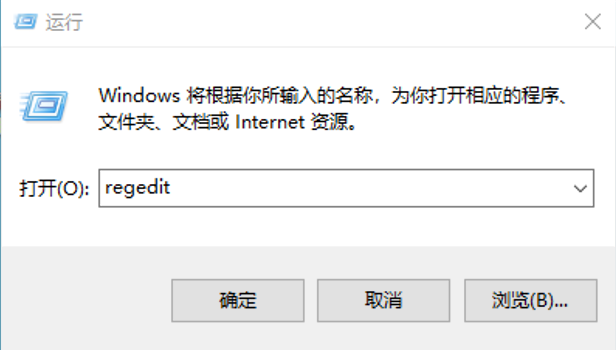 运行
Windows 将根据你所输入的名称，为你打开相应的程序、
文件夹、文档或 Internet 资源。
打开(O): regedit
确定 取消 浏览(B)...